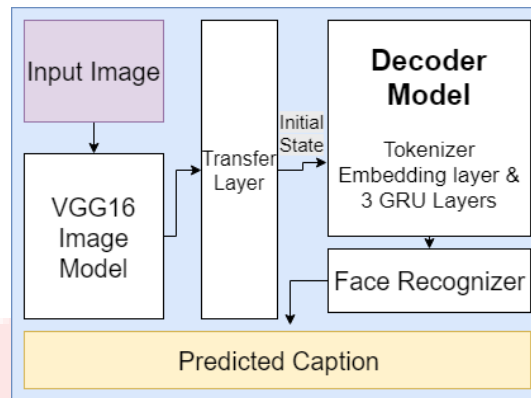 Input Image
VGG16
Image
Model
Transfer
Layer
Initial
State
Decoder
Model
Tokenizer
Embedding layer &
3 GRU Layers
Face Recognizer
Predicted Caption